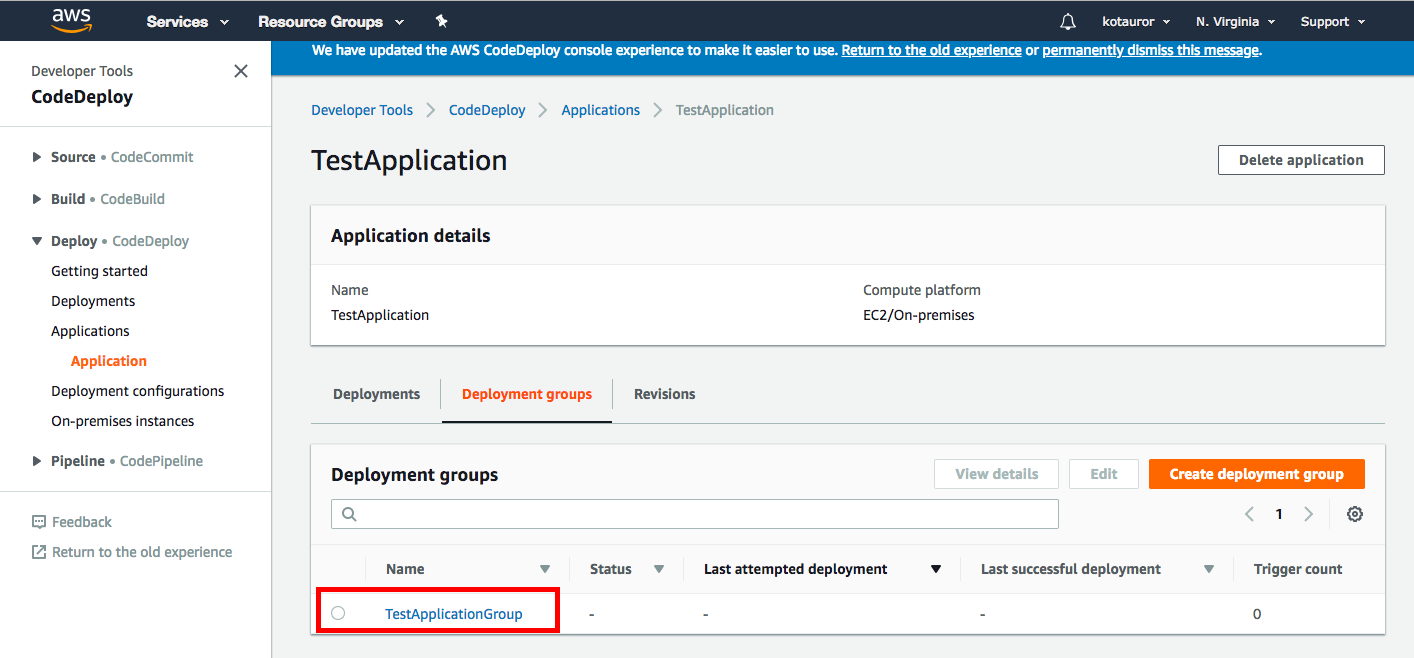 aws Services Resource Groups kotauror N. Virginia Support
We have updated the AWS CodeDeploy console experience to make it easier to use. Return to the old experience or permanently dismiss this message.
Developer Tools
CodeDeploy
Source • CodeCommit
Build • CodeBuild
Deploy • CodeDeploy
Getting started
Deployments
Applications
Application
Deployment configurations
On-premises instances
Pipeline • CodePipeline
Feedback
Return to the old experience
Developer Tools CodeDeploy Applications TestApplication
TestApplication
Delete application
Application details
Name Compute platform
TestApplication EC2/On-premises
Deployments Deployment groups Revisions
Deployment groups View details Edit Create deployment group
1
Name Status Last attempted deployment Last successful deployment Trigger count
TestApplicationGroup - - - 0